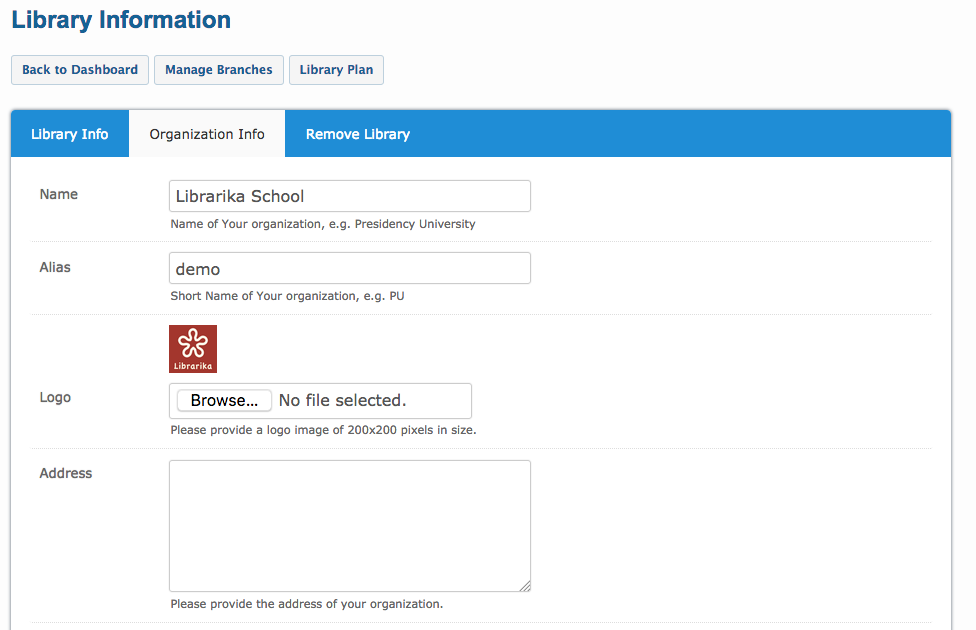 Library Information
Back to Dashboard Manage Branches Library Plan
Library Info Organization Info Remove Library
Name Librarika School
Name of Your organization, e.g. Presidency University
Alias demo
Short Name of Your organization, e.g. PU
Librarika
Logo Browse... No file selected.
Please provide a logo image of 200x200 pixels in size.
Address
Please provide the address of your organization.